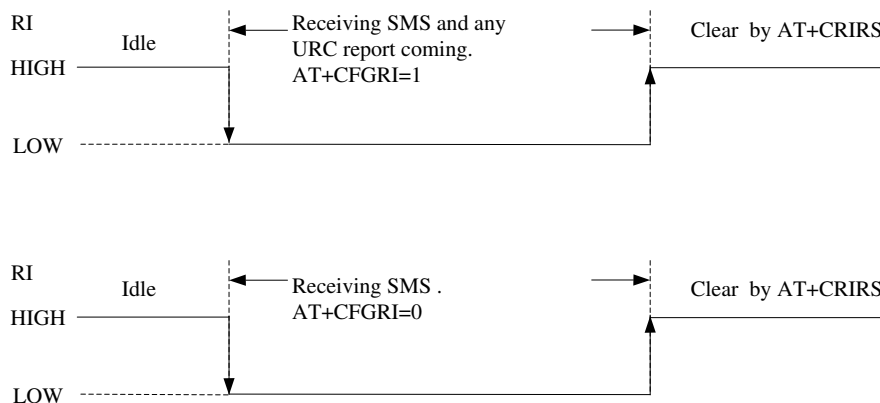 RI
Idle
Receiving SMS and any
URC report coming.
AT+CFGRI=1
Clear by AT+CRIRS
HIGH
LOW
RI
Idle
Receiving SMS .
AT+CFGRI=0
Clear by AT+CRIRS
HIGH
LOW